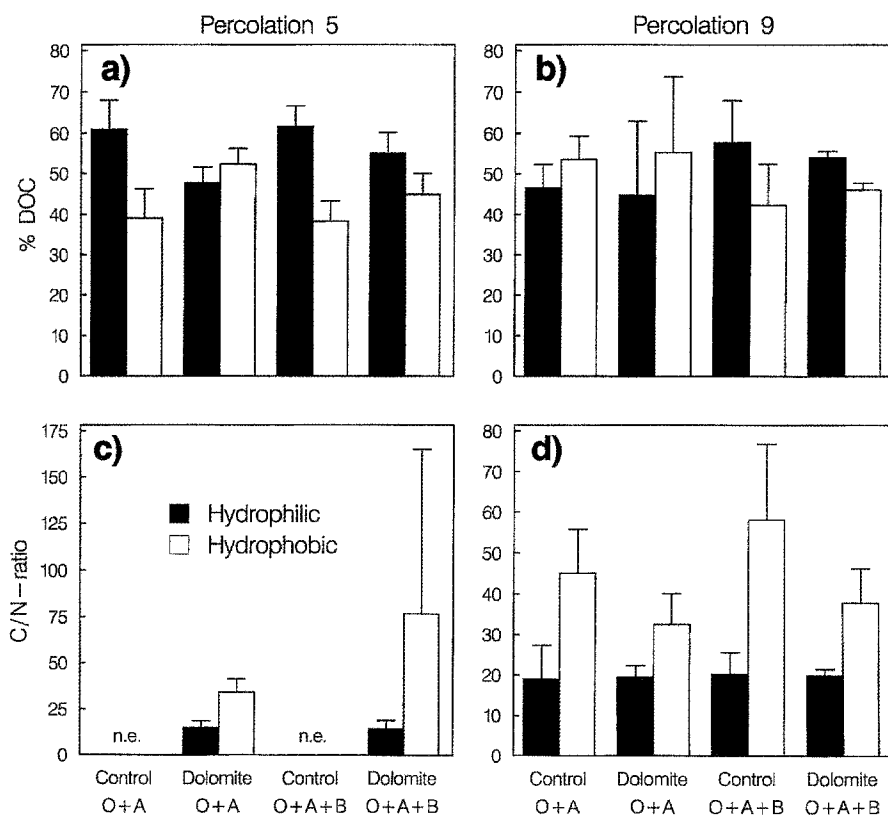 Percolation 5
Percolation 9
a)
b)
% DOC
80
70
60
50
40
30
20
10
0
80
70
60
50
40
30
20
10
0
c)
d)
C/N-ratio
175
150
125
100
75
50
25
0
80
70
60
50
40
30
20
10
0
Hydrophilic
Hydrophobic
n.e.
n.e.
Control Dolomite Control Dolomite
O+A O+A O+A+B O+A+B
Control Dolomite Control Dolomite
O+A O+A O+A+B O+A+B